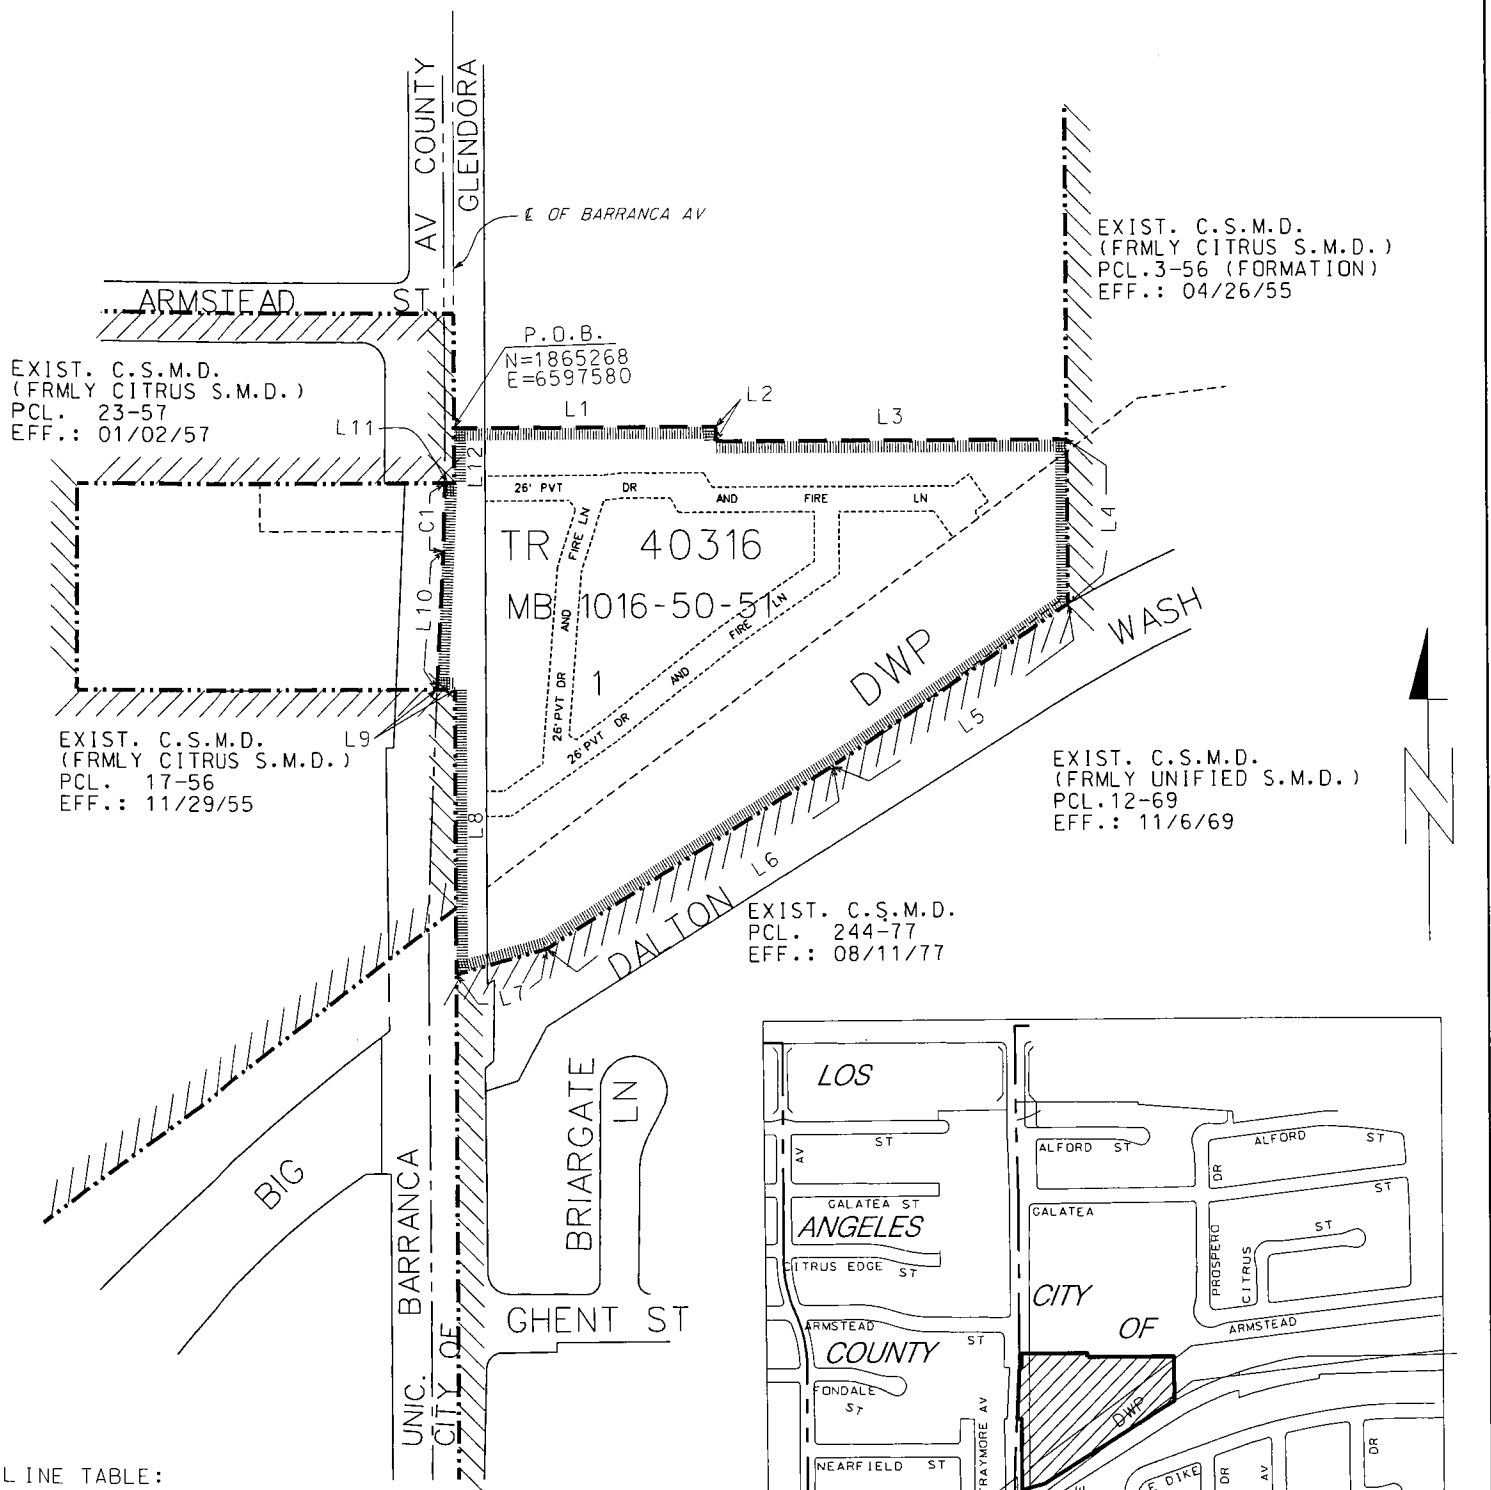 AV COUNTY
GLENDORA
℄ OF BARRANCA AV
EXIST. C.S.M.D.
(FRMLY CITRUS S.M.D.)
PCL.3-56 (FORMATION)
EFF.: 04/26/55
ARMSTEAD ST
P.O.B.
N=1865268
E=6597580
EXIST. C.S.M.D.
(FRMLY CITRUS S.M.D.)
PCL. 23-57
EFF.: 01/02/57
L11
L1
L2
L3
L12
C1
L10
L4
26' PVT DR AND FIRE LN
TR 40316
MB 1016-50-51
26' PVT DR AND FIRE LN
26' PVT DR AND FIRE LN
1
DWP
WASH
L5
EXIST. C.S.M.D.
(FRMLY CITRUS S.M.D.)
PCL. 17-56
EFF.: 11/29/55
L9
EXIST. C.S.M.D.
(FRMLY UNIFIED S.M.D.)
PCL.12-69
EFF.: 11/6/69
N
L8
L6
EXIST. C.S.M.D.
PCL. 244-77
EFF.: 08/11/77
DALTON
L7
BIG
UNIC. BARRANCA
CITY OF
BRIARGATE
LN
GHENT ST
LOS
ST
AV
ALFORD ST
ALFORD ST
DR
GALATEA ST
ANGELES
GALATEA
ST
CITRUS EDGE ST
PROSPERO
CITRUS
ST
CITY
OF
ARMSTEAD ST
ARMSTEAD
COUNTY
FONDALE
ST
DWP
RAYMORE AV
NEARFIELD ST
E DIKE
DR
AV
DR
LINE TABLE: